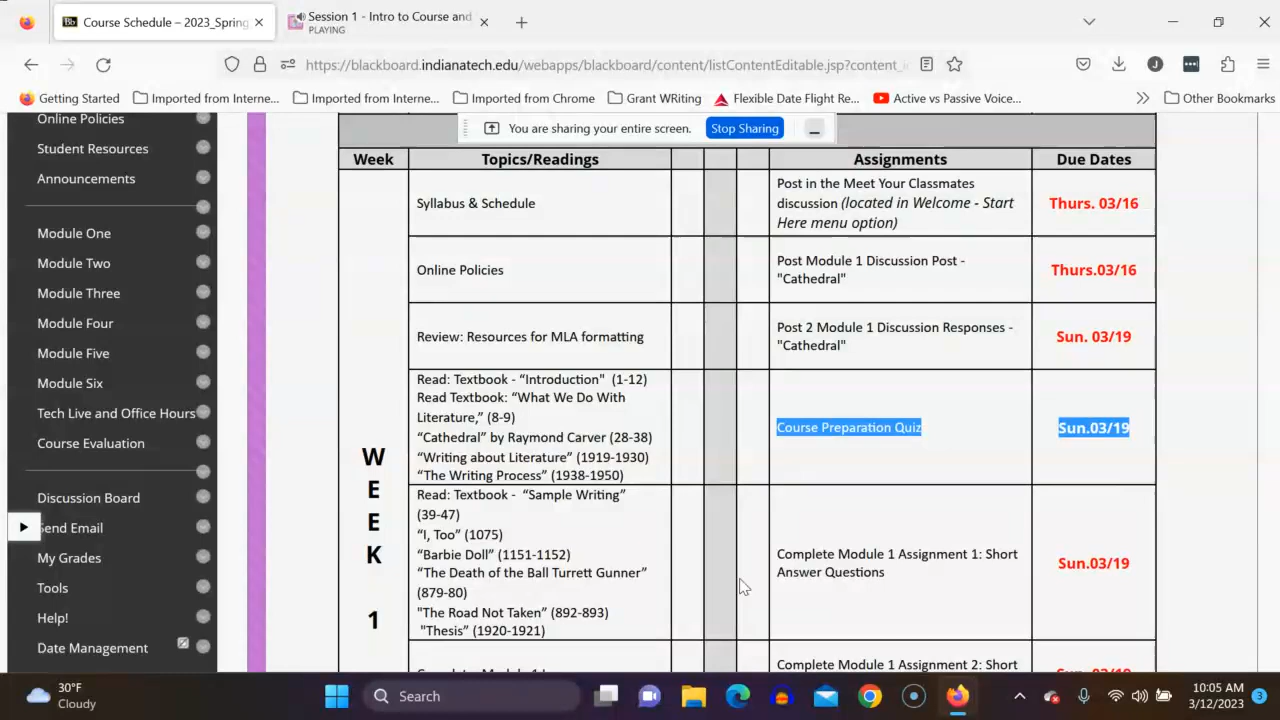 Course Schedule – 2023_Spring
Session 1 - Intro to Course and
PLAYING
https://blackboard.indianatech.edu/webapps/blackboard/content/listContentEditable.jsp?content_i
Getting Started
Imported from Interne...
Imported from Interne...
Imported from Chrome
Grant WRiting
Flexible Date Flight Re...
Active vs Passive Voice...
Other Bookmarks
You are sharing your entire screen.
Stop Sharing
Online Policies
Student Resources
Announcements
Module One
Module Two
Module Three
Module Four
Module Five
Module Six
Tech Live and Office Hours
Course Evaluation
Discussion Board
Send Email
My Grades
Tools
Help!
Date Management
Week
Topics/Readings
Assignments
Due Dates
WEEK 1
Syllabus & Schedule
Post in the Meet Your Classmates
discussion (located in Welcome - Start
Here menu option)
Thurs. 03/16
Online Policies
Post Module 1 Discussion Post -
"Cathedral"
Thurs.03/16
Review: Resources for MLA formatting
Post 2 Module 1 Discussion Responses -
"Cathedral"
Sun. 03/19
Read: Textbook - “Introduction" (1-12)
Read Textbook: “What We Do With
Literature,” (8-9)
“Cathedral” by Raymond Carver (28-38)
“Writing about Literature” (1919-1930)
“The Writing Process” (1938-1950)
Course Preparation Quiz
Sun.03/19
Read: Textbook - “Sample Writing”
(39-47)
“I, Too” (1075)
“Barbie Doll” (1151-1152)
“The Death of the Ball Turrett Gunner”
(879-80)
"The Road Not Taken” (892-893)
"Thesis” (1920-1921)
Complete Module 1 Assignment 1: Short
Answer Questions
Sun.03/19
Complete Module 1 Assignment 2: Short
30°F
Cloudy
Search
10:05 AM
3/12/2023
3